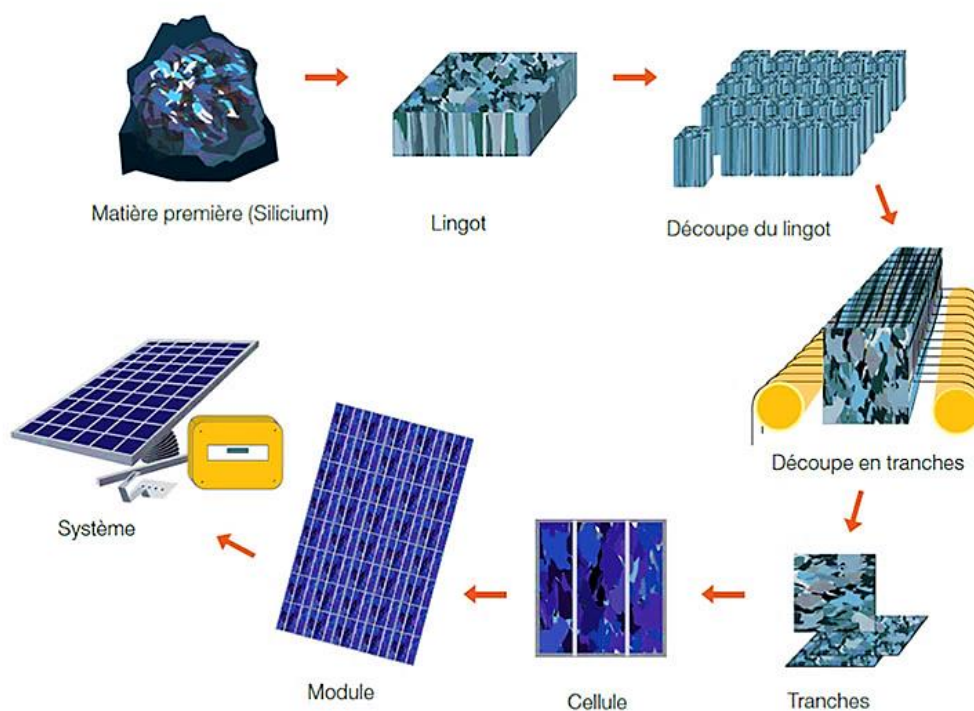 Matière première (Silicium)
Lingot
Découpe du lingot
Découpe en tranches
Tranches
Cellule
Module
Système